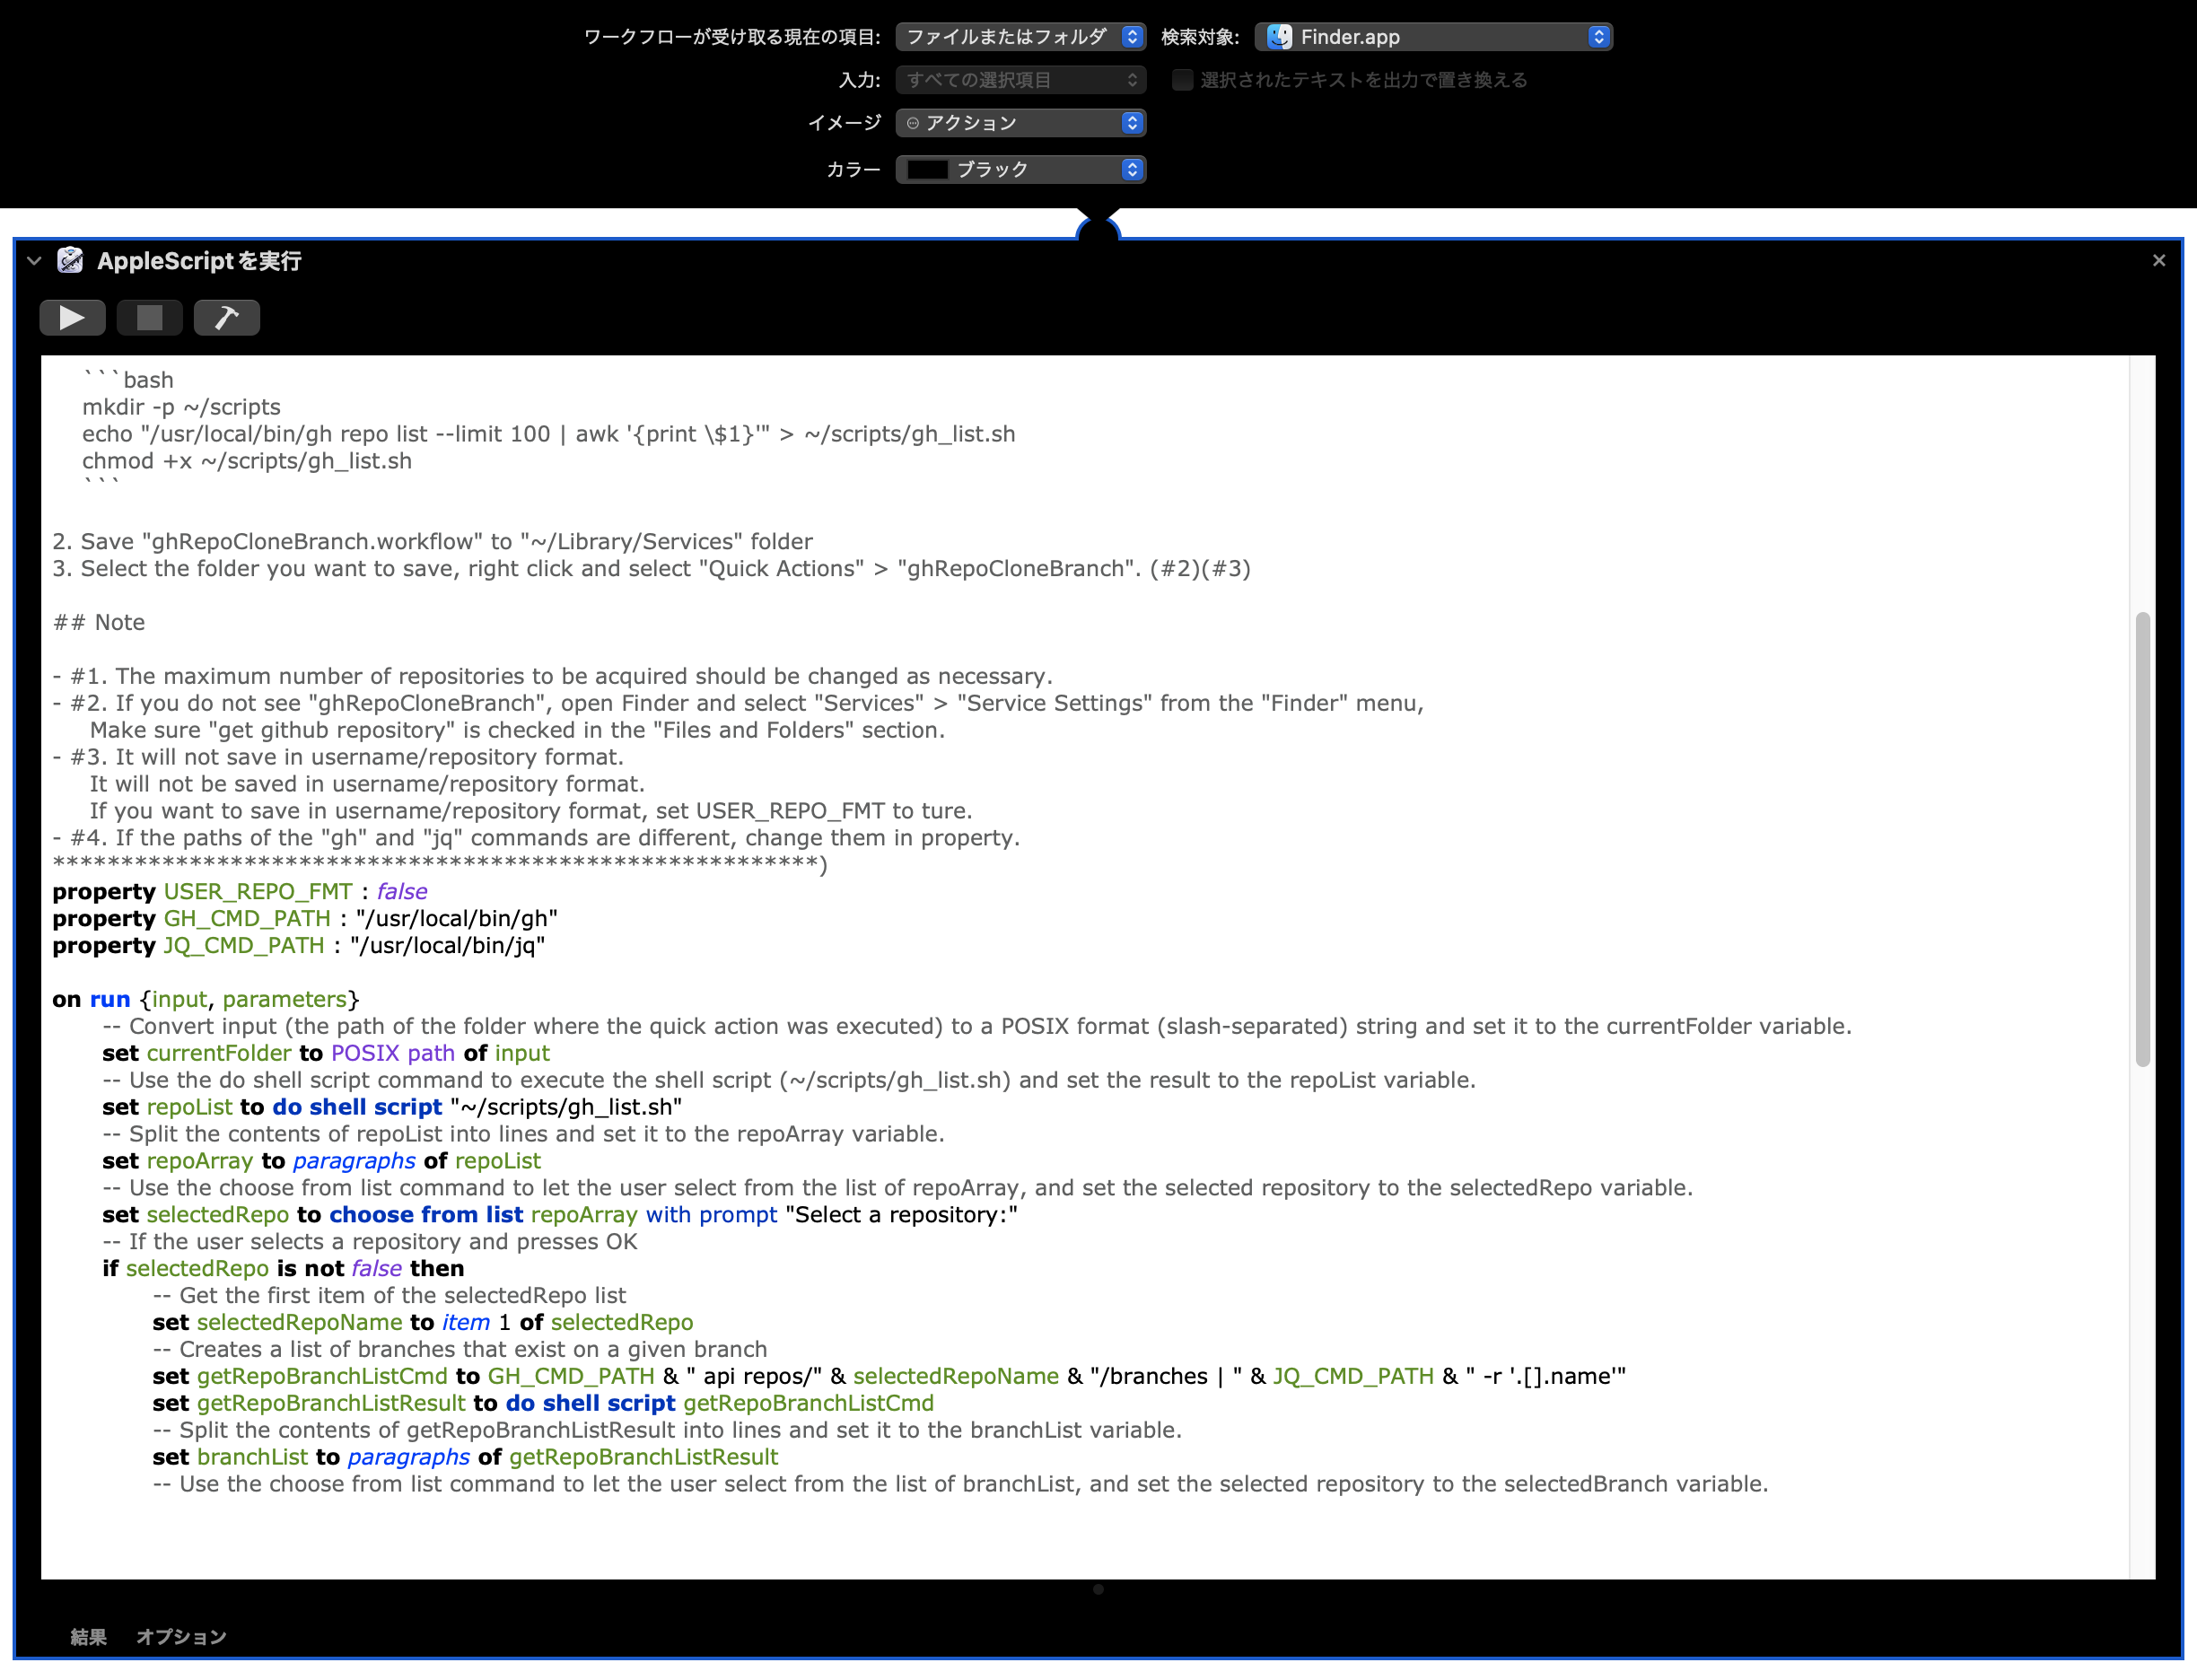 ワークフローが受け取る現在の項目: ファイルまたはフォルダ 検索対象: Finder.app
入力: すべての選択項目 選択されたテキストを出力で置き換える
イメージ アクション
カラー ブラック
AppleScriptを実行
```bash
mkdir -p ~/scripts
echo "/usr/local/bin/gh repo list --limit 100 | awk '{print \$1}'" > ~/scripts/gh_list.sh
chmod +x ~/scripts/gh_list.sh
```
2. Save "ghRepoCloneBranch.workflow" to "~/Library/Services" folder
3. Select the folder you want to save, right click and select "Quick Actions" > "ghRepoCloneBranch". (#2)(#3)
## Note
- #1. The maximum number of repositories to be acquired should be changed as necessary.
- #2. If you do not see "ghRepoCloneBranch", open Finder and select "Services" > "Service Settings" from the "Finder" menu,
Make sure "get github repository" is checked in the "Files and Folders" section.
- #3. It will not save in username/repository format.
It will not be saved in username/repository format.
If you want to save in username/repository format, set USER_REPO_FMT to ture.
- #4. If the paths of the "gh" and "jq" commands are different, change them in property.
********************************************************)
property USER_REPO_FMT : false
property GH_CMD_PATH : "/usr/local/bin/gh"
property JQ_CMD_PATH : "/usr/local/bin/jq"
on run {input, parameters}
-- Convert input (the path of the folder where the quick action was executed) to a POSIX format (slash-separated) string and set it to the currentFolder variable.
set currentFolder to POSIX path of input
-- Use the do shell script command to execute the shell script (~/scripts/gh_list.sh) and set the result to the repoList variable.
set repoList to do shell script "~/scripts/gh_list.sh"
-- Split the contents of repoList into lines and set it to the repoArray variable.
set repoArray to paragraphs of repoList
-- Use the choose from list command to let the user select from the list of repoArray, and set the selected repository to the selectedRepo variable.
set selectedRepo to choose from list repoArray with prompt "Select a repository:"
-- If the user selects a repository and presses OK
if selectedRepo is not false then
-- Get the first item of the selectedRepo list
set selectedRepoName to item 1 of selectedRepo
-- Creates a list of branches that exist on a given branch
set getRepoBranchListCmd to GH_CMD_PATH & " api repos/" & selectedRepoName & "/branches | " & JQ_CMD_PATH & " -r '.[].name'"
set getRepoBranchListResult to do shell script getRepoBranchListCmd
-- Split the contents of getRepoBranchListResult into lines and set it to the branchList variable.
set branchList to paragraphs of getRepoBranchListResult
-- Use the choose from list command to let the user select from the list of branchList, and set the selected repository to the selectedBranch variable.
結果 オプション